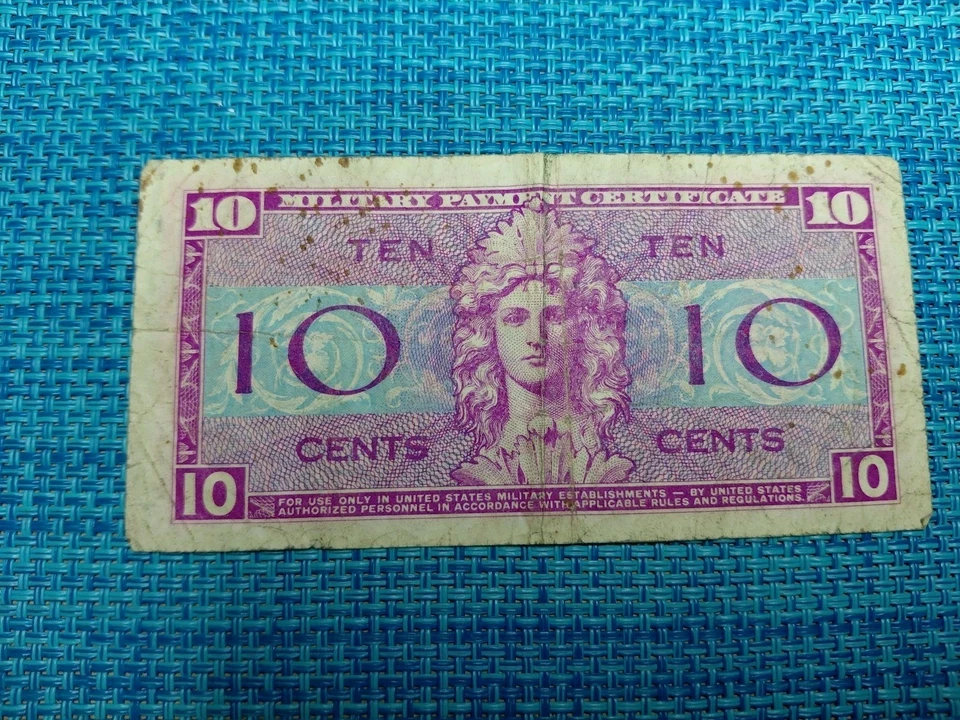 10 MILITARY PAYMENT CERTIFICATE 10
TEN TEN
10 10
CENTS CENTS
10 FOR USE ONLY IN UNITED STATES MILITARY ESTABLISHMENTS — BY UNITED STATES 10
AUTHORIZED PERSONNEL IN ACCORDANCE WITH APPLICABLE RULES AND REGULATIONS.